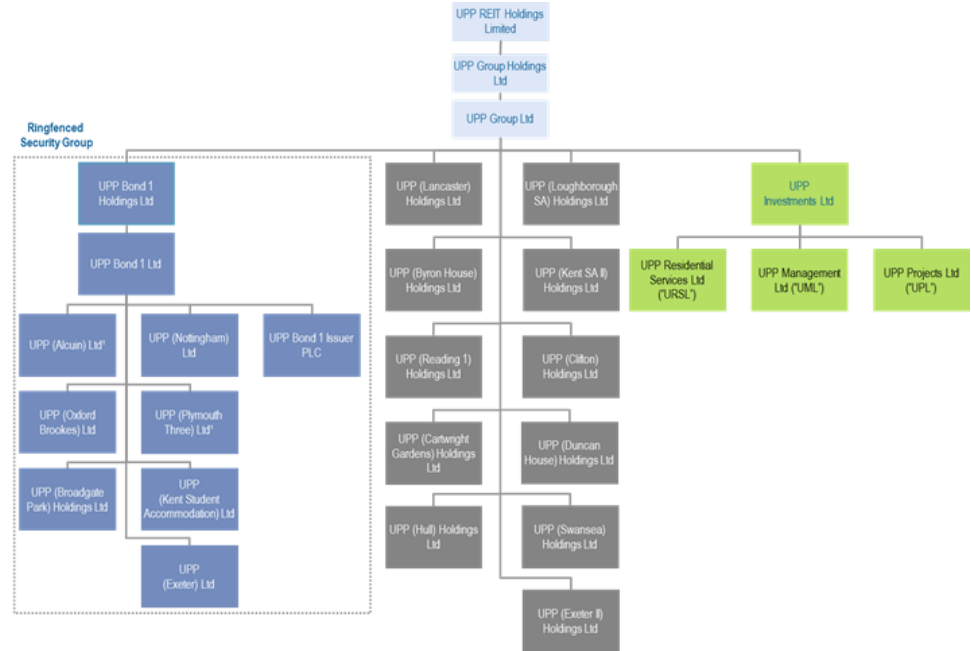 UPP REIT Holdings
Limited
UPP Group Holdings
Ltd
UPP Group Ltd
Ringfenced
Security Group
UPP Bond 1
Holdings Ltd
UPP Bond 1 Ltd
UPP (Alcuin) Ltd¹
UPP (Nottingham)
Ltd
UPP Bond 1 Issuer
PLC
UPP (Oxford
Brookes) Ltd
UPP (Plymouth
Three) Ltd¹
UPP (Broadgate
Park) Holdings Ltd
UPP
(Kent Student
Accommodation) Ltd
UPP
(Exeter) Ltd
UPP (Lancaster)
Holdings Ltd
UPP (Loughborough
SA) Holdings Ltd
UPP (Byron House)
Holdings Ltd
UPP (Kent SA II)
Holdings Ltd
UPP (Reading 1)
Holdings Ltd
UPP (Clifton)
Holdings Ltd
UPP (Cartwright
Gardens) Holdings
Ltd
UPP (Duncan
House) Holdings Ltd
UPP (Hull) Holdings
Ltd
UPP (Swansea)
Holdings Ltd
UPP (Exeter II)
Holdings Ltd
UPP
Investments Ltd
UPP Residential
Services Ltd
("URSL")
UPP Management
Ltd ("UML")
UPP Projects Ltd
("UPL")